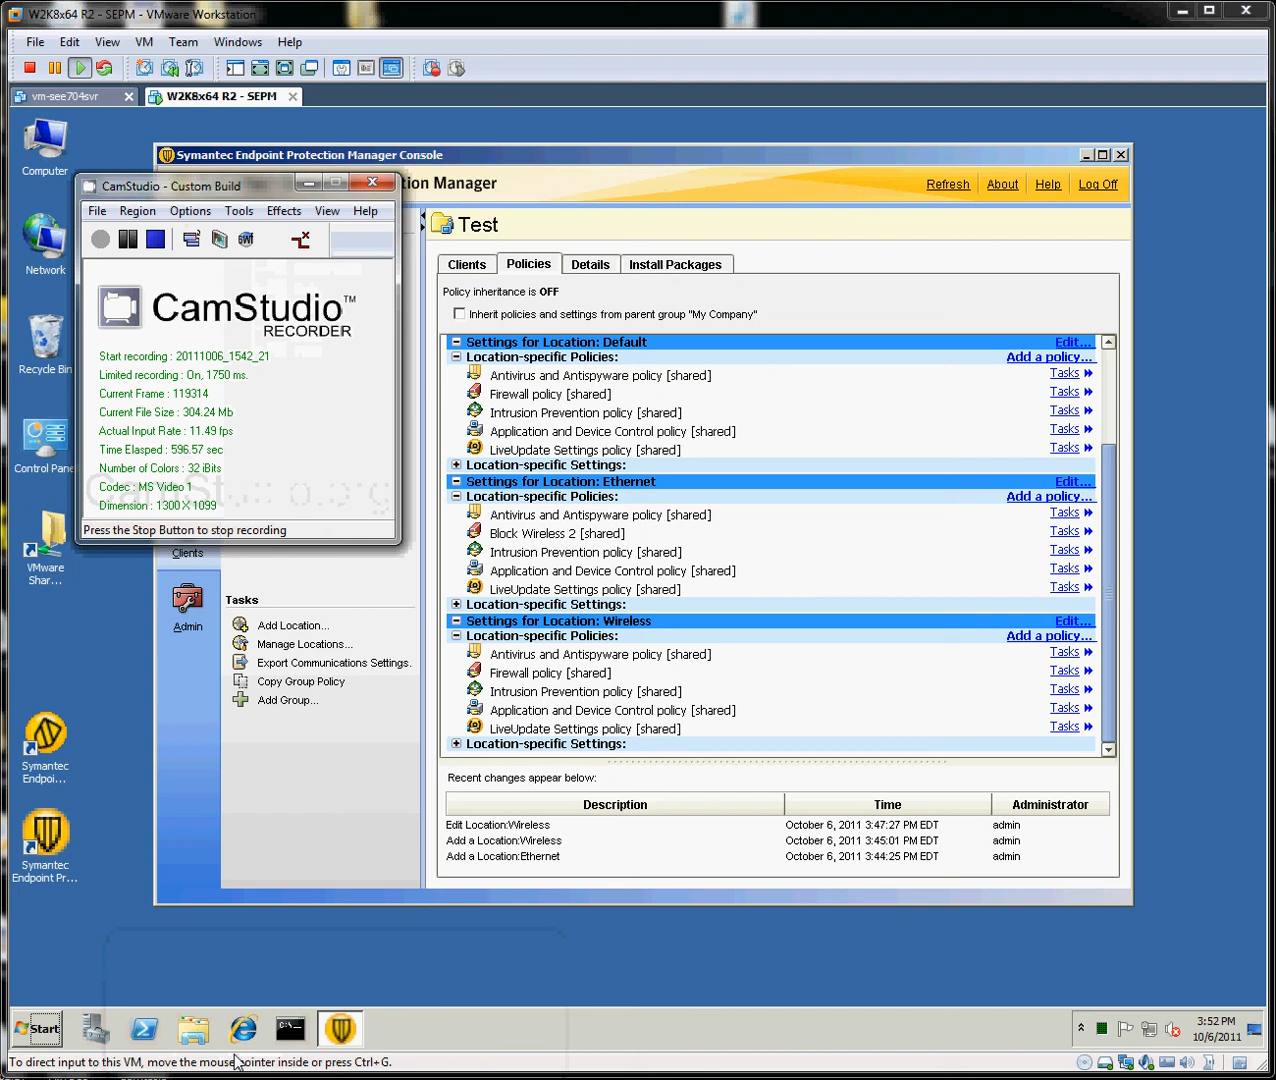 W2K8x64 R2 - SEPM - VMware Workstation
File Edit View VM Team Windows Help
vm-see704svr
W2K8x64 R2 - SEPM
Computer
Network
Recycle Bin
Control Pane
VMware
Shar...
Symantec
Endpoi...
Symantec
Endpoint Pr...
Symantec Endpoint Protection Manager Console
tion Manager
Refresh About Help Log Off
CamStudio - Custom Build
File Region Options Tools Effects View Help
SWF
CamStudio™
RECORDER
Start recording : 20111006_1542_21
Limited recording : On, 1750 ms.
Current Frame : 119314
Current File Size : 304.24 Mb
Actual Input Rate : 11.49 fps
Time Elasped : 596.57 sec
Number of Colors : 32 iBits
Codec : MS Video 1
Dimension : 1300 X 1099
Press the Stop Button to stop recording
Clients
Admin
Tasks
Add Location...
Manage Locations...
Export Communications Settings.
Copy Group Policy
Add Group...
Test
Clients Policies Details Install Packages
Policy inheritance is OFF
Inherit policies and settings from parent group "My Company"
Settings for Location: Default Edit...
Location-specific Policies: Add a policy...
Antivirus and Antispyware policy [shared] Tasks
Firewall policy [shared] Tasks
Intrusion Prevention policy [shared] Tasks
Application and Device Control policy [shared] Tasks
LiveUpdate Settings policy [shared] Tasks
Location-specific Settings:
Settings for Location: Ethernet Edit...
Location-specific Policies: Add a policy...
Antivirus and Antispyware policy [shared] Tasks
Block Wireless 2 [shared] Tasks
Intrusion Prevention policy [shared] Tasks
Application and Device Control policy [shared] Tasks
LiveUpdate Settings policy [shared] Tasks
Location-specific Settings:
Settings for Location: Wireless Edit...
Location-specific Policies: Add a policy...
Antivirus and Antispyware policy [shared] Tasks
Firewall policy [shared] Tasks
Intrusion Prevention policy [shared] Tasks
Application and Device Control policy [shared] Tasks
LiveUpdate Settings policy [shared] Tasks
Location-specific Settings:
Recent changes appear below:
Description Time Administrator
Edit Location:Wireless October 6, 2011 3:47:27 PM EDT admin
Add a Location:Wireless October 6, 2011 3:45:01 PM EDT admin
Add a Location:Ethernet October 6, 2011 3:44:25 PM EDT admin
Start
C:\
3:52 PM
10/6/2011
To direct input to this VM, move the mouse pointer inside or press Ctrl+G.